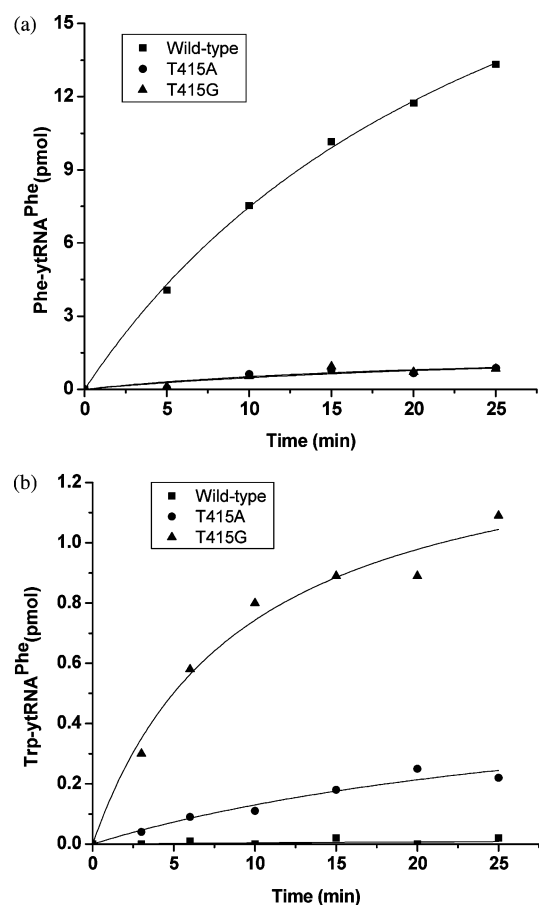 (a)
15
12
9
6
3
0
Phe-ytRNAPhe(pmol)
Wild-type
T415A
T415G
0 5 10 15 20 25
Time (min)
(b)
1.2
1.0
0.8
0.6
0.4
0.2
0.0
Trp-ytRNAPhe(pmol)
Wild-type
T415A
T415G
0 5 10 15 20 25
Time (min)